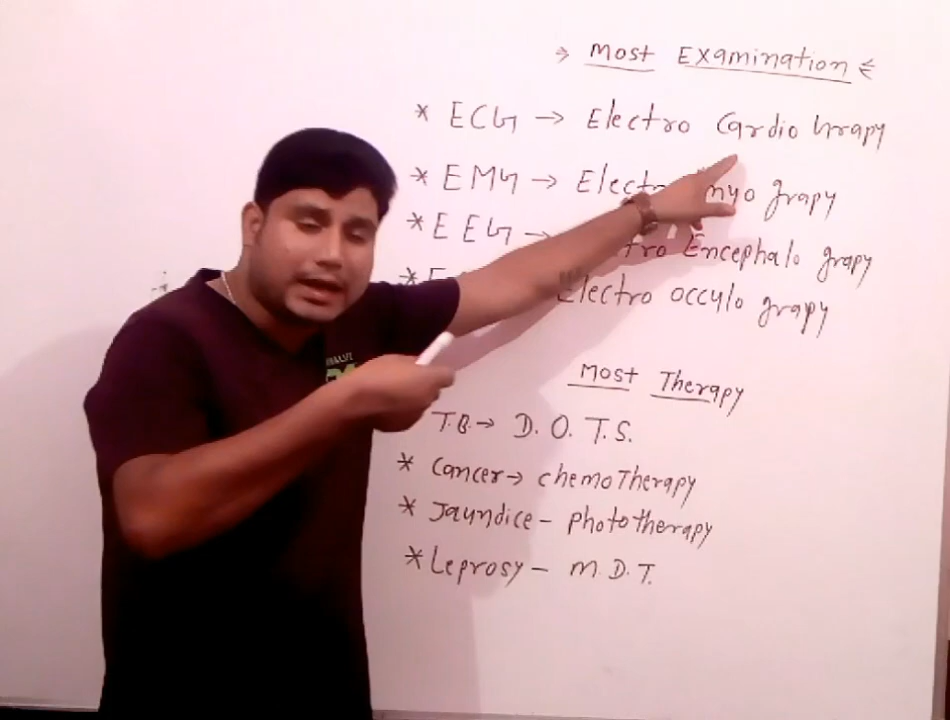 → Most Examination ←
* ECG → Electro Cardio Grapy
* EMG → Electro myo grapy
* EEG → Electro Encephalo grapy
* E Electro occulo grapy
Most Therapy
T.B. → D. O. T. S.
* Cancer → chemoTherapy
* Jaundice - phototherapy
* Leprosy - M. D. T.